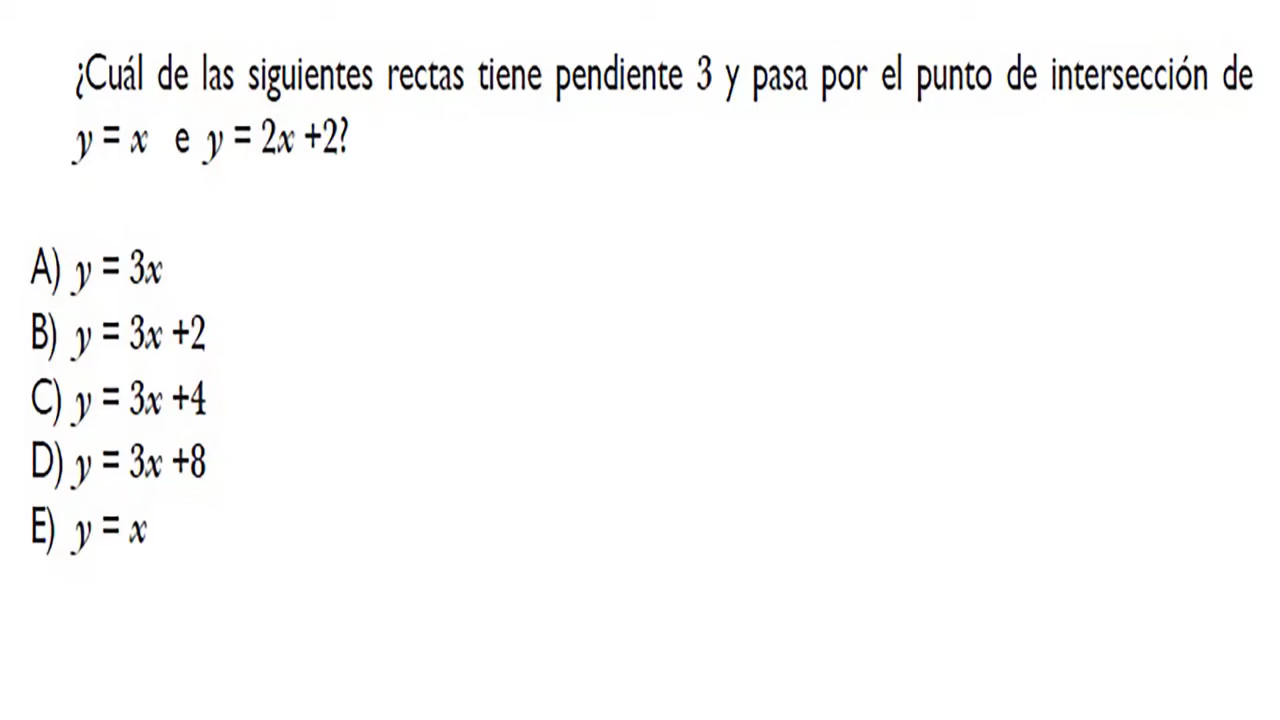 ¿Cuál de las siguientes rectas tiene pendiente 3 y pasa por el punto de intersección de
y = x e y = 2x +2?
A) y = 3x
B) y = 3x +2
C) y = 3x +4
D) y = 3x +8
E) y = x